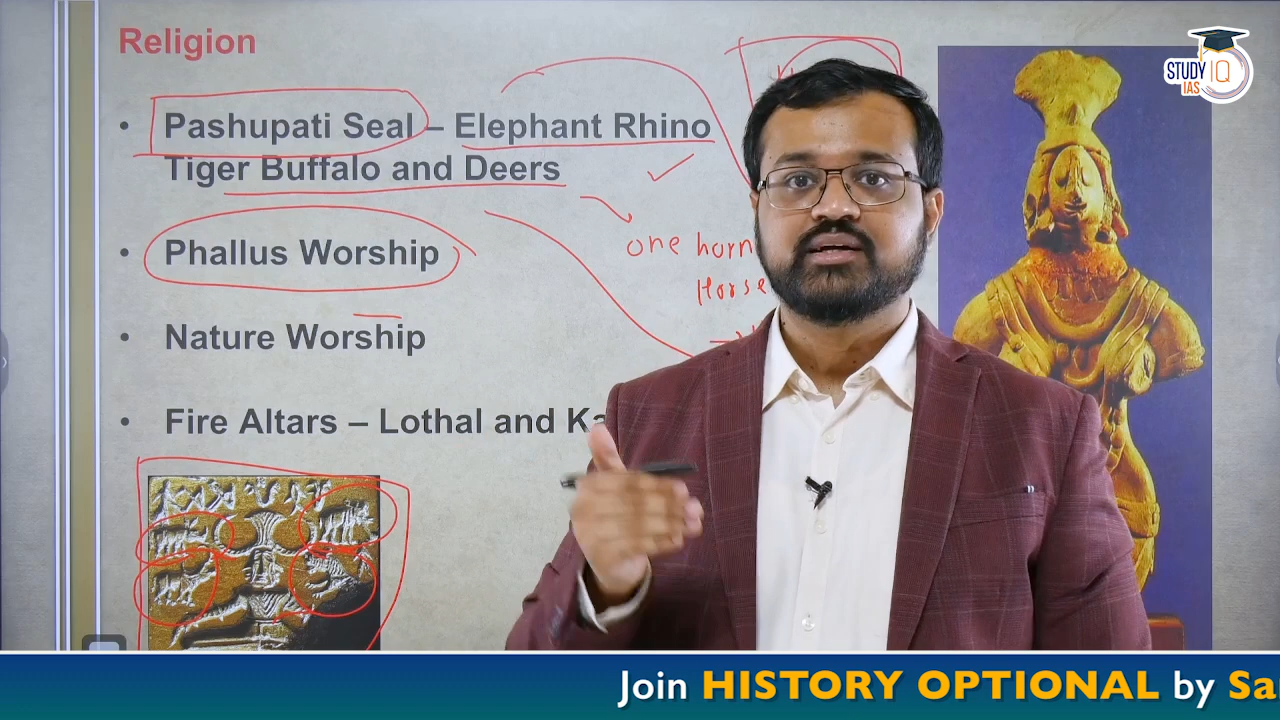 Religion
• Pashupati Seal – Elephant Rhino
Tiger Buffalo and Deers
one horn
Horse
• Phallus Worship
• Nature Worship
• Fire Altars – Lothal and Ka
STUDY IQ
IAS
Join HISTORY OPTIONAL by Sa